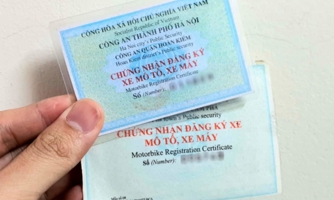 CỘNG HÒA XÃ HỘI CHỦ NGHĨA VIỆT NAM
Socialist Republic of Vietnam
CÔNG AN THÀNH PHỐ HÀ NỘI
Ha Noi city's Public Security
CÔNG AN QUẬN HOÀN KIẾM
Hoan Kiem district's Public Security
CHỨNG NHẬN ĐĂNG KÝ
XE MÔ TÔ, XE MÁY
Motorbike Registration Certificate
Số (Number):
PHA
Public security
CHỨNG NHẬN ĐĂNG KÝ XE
MÔ TÔ, XE MÁY
Motorbike Registration Certificate
Số (Number):